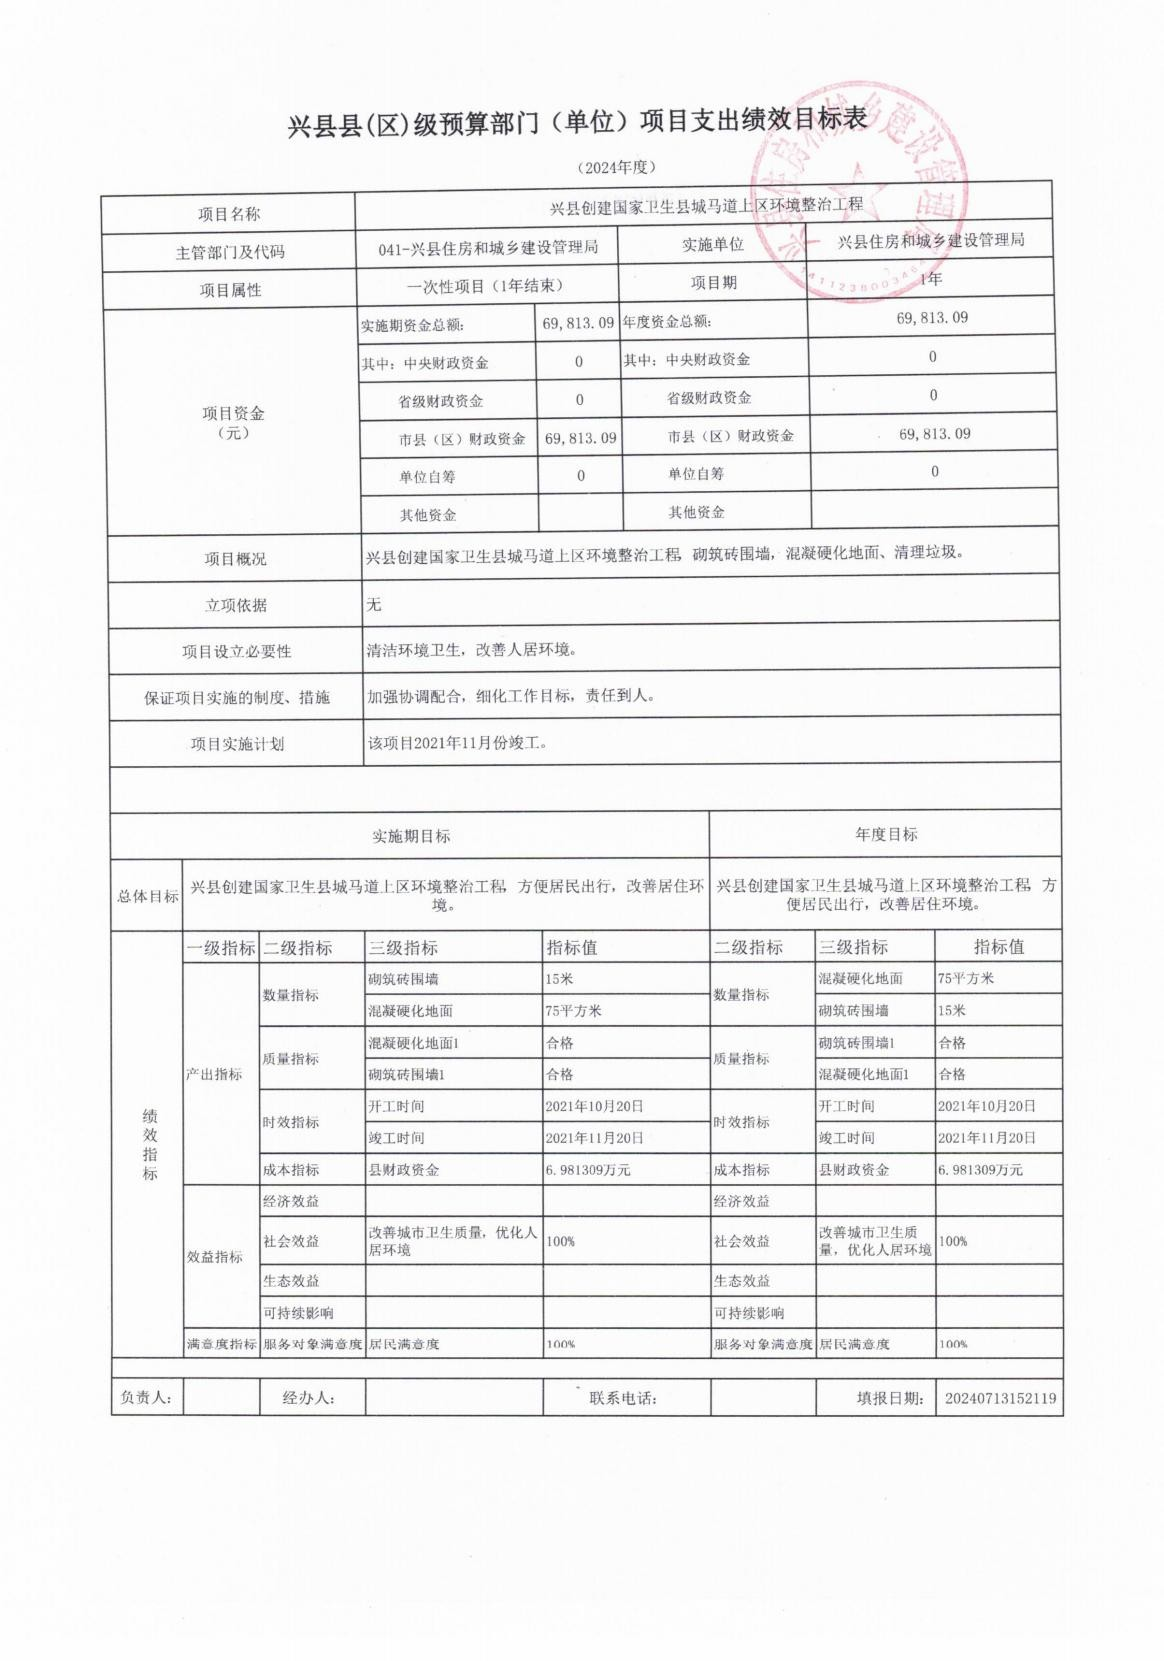 兴县县(区)级预算部门（单位）项目支出绩效目标表
（2024年度）
项目名称 兴县创建国家卫生县城马道上区环境整治工程
主管部门及代码 041-兴县住房和城乡建设管理局 实施单位 兴县住房和城乡建设管理局
项目属性 一次性项目（1年结束） 项目期 1年
项目资金
（元）
实施期资金总额: 69,813.09 年度资金总额: 69,813.09
其中: 中央财政资金 0 其中: 中央财政资金 0
省级财政资金 0 省级财政资金 0
市县（区）财政资金 69,813.09 市县（区）财政资金 69,813.09
单位自筹 0 单位自筹 0
其他资金 其他资金
项目概况 兴县创建国家卫生县城马道上区环境整治工程, 砌筑砖围墙，混凝硬化地面、清理垃圾。
立项依据 无
项目设立必要性 清洁环境卫生，改善人居环境。
保证项目实施的制度、措施 加强协调配合，细化工作目标，责任到人。
项目实施计划 该项目2021年11月份竣工。
实施期目标 年度目标
总体目标 兴县创建国家卫生县城马道上区环境整治工程, 方便居民出行，改善居住环 兴县创建国家卫生县城马道上区环境整治工程, 方
境。 便居民出行，改善居住环境。
绩效指标
一级指标 二级指标 三级指标 指标值 二级指标 三级指标 指标值
产出指标
数量指标 砌筑砖围墙 15米 数量指标 混凝硬化地面 75平方米
混凝硬化地面 75平方米 砌筑砖围墙 15米
质量指标 混凝硬化地面1 合格 质量指标 砌筑砖围墙1 合格
砌筑砖围墙1 合格 混凝硬化地面1 合格
时效指标 开工时间 2021年10月20日 时效指标 开工时间 2021年10月20日
竣工时间 2021年11月20日 竣工时间 2021年11月20日
成本指标 县财政资金 6.981309万元 成本指标 县财政资金 6.981309万元
效益指标
经济效益 经济效益
社会效益 改善城市卫生质量，优化人 100% 社会效益 改善城市卫生质 100%
居环境 量，优化人居环境
生态效益 生态效益
可持续影响 可持续影响
满意度指标 服务对象满意度 居民满意度 100% 服务对象满意度 居民满意度 100%
负责人: 经办人: 联系电话: 填报日期: 20240713152119
兴县住房和城乡建设管理局